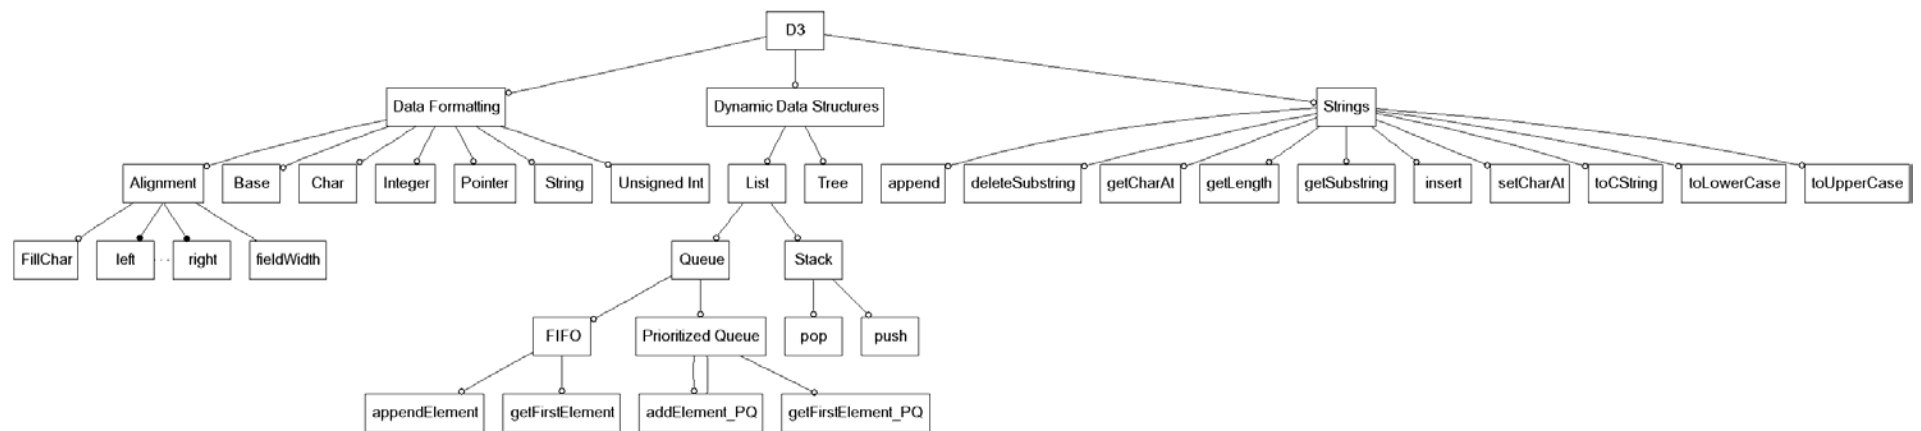 D3
Data Formatting
Dynamic Data Structures
Strings
Alignment
Base
Char
Integer
Pointer
String
Unsigned Int
List
Tree
append
deleteSubstring
getCharAt
getLength
getSubstring
insert
setCharAt
toCString
toLowerCase
toUpperCase
FillChar
left
right
fieldWidth
Queue
Stack
FIFO
Prioritized Queue
pop
push
appendElement
getFirstElement
addElement_PQ
getFirstElement_PQ